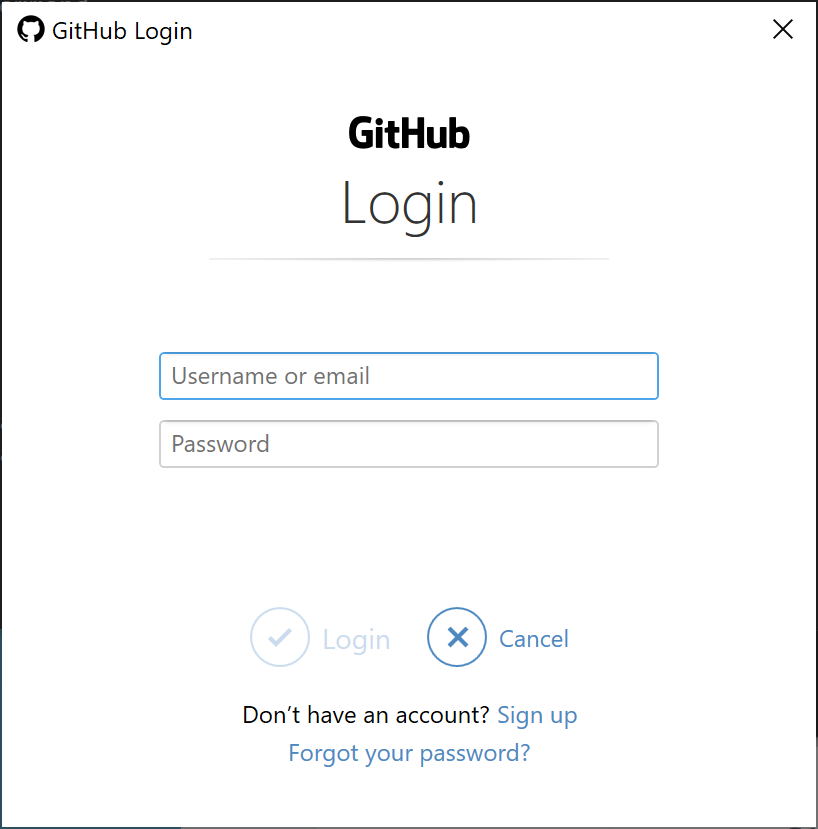 GitHub Login
GitHub
Login
Username or email
Password
Login
Cancel
Don’t have an account? Sign up
Forgot your password?